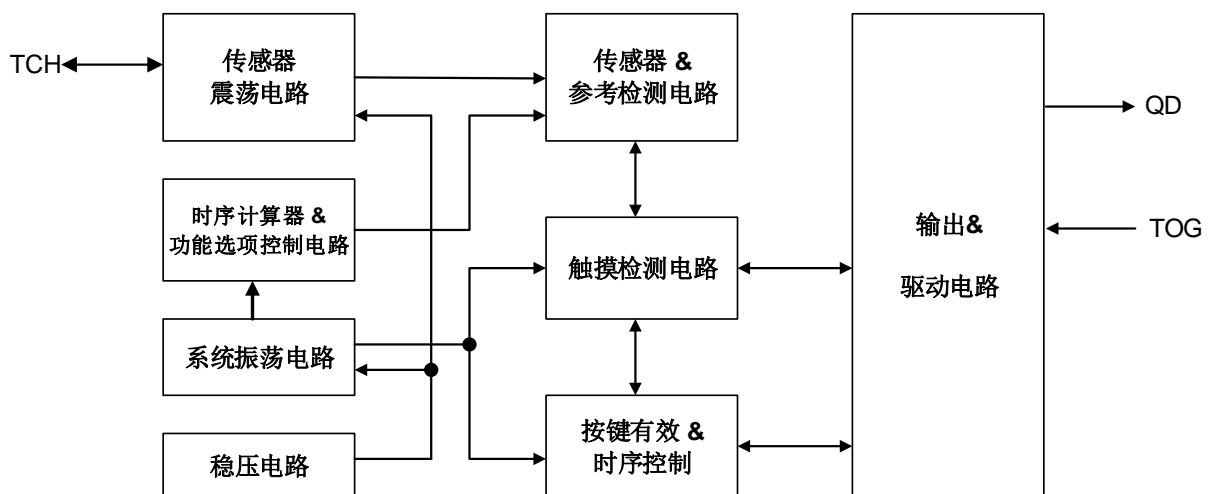 TCH
传感器
震荡电路
传感器 &
参考检测电路
QD
时序计算器 &
功能选项控制电路
触摸检测电路
输出&
驱动电路
TOG
系统振荡电路
按键有效 &
时序控制
稳压电路